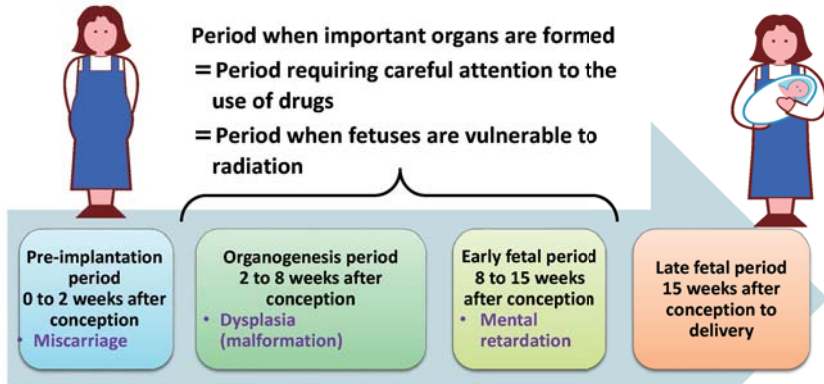 Period when important organs are formed
= Period requiring careful attention to the
use of drugs
= Period when fetuses are vulnerable to
radiation
Pre-implantation
period
0 to 2 weeks after
conception
• Miscarriage
Organogenesis period
2 to 8 weeks after
conception
• Dysplasia
(malformation)
Early fetal period
8 to 15 weeks
after conception
• Mental
retardation
Late fetal period
15 weeks after
conception to
delivery